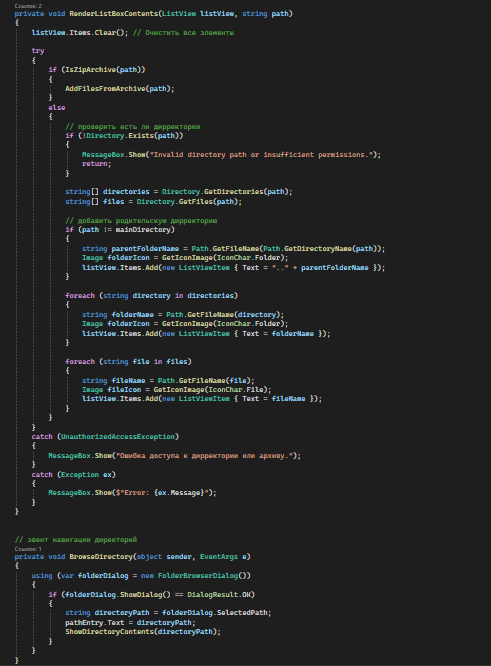 Ссылок: 2
private void RenderListBoxContents(ListView listView, string path)
{
listView.Items.Clear(); // Очистить все элементы
try
{
if (IsZipArchive(path))
{
AddFilesFromArchive(path);
}
else
{
// проверить есть ли дирректория
if (!Directory.Exists(path))
{
MessageBox.Show("Invalid directory path or insufficient permissions.");
return;
}
string[] directories = Directory.GetDirectories(path);
string[] files = Directory.GetFiles(path);
// добавить родительскую дирректорию
if (path != mainDirectory)
{
string parentFolderName = Path.GetFileName(Path.GetDirectoryName(path));
Image folderIcon = GetIconImage(IconChar.Folder);
listView.Items.Add(new ListViewItem { Text = ".." + parentFolderName });
}
foreach (string directory in directories)
{
string folderName = Path.GetFileName(directory);
Image folderIcon = GetIconImage(IconChar.Folder);
listView.Items.Add(new ListViewItem { Text = folderName });
}
foreach (string file in files)
{
string fileName = Path.GetFileName(file);
Image fileIcon = GetIconImage(IconChar.File);
listView.Items.Add(new ListViewItem { Text = fileName });
}
}
}
catch (UnauthorizedAccessException)
{
MessageBox.Show("Ошибка доступа к дирректории или архиву.");
}
catch (Exception ex)
{
MessageBox.Show($"Error: {ex.Message}");
}
}
// эвент навигации директорий
Ссылок: 1
private void BrowseDirectory(object sender, EventArgs e)
{
using (var folderDialog = new FolderBrowserDialog())
{
if (folderDialog.ShowDialog() == DialogResult.OK)
{
string directoryPath = folderDialog.SelectedPath;
pathEntry.Text = directoryPath;
ShowDirectoryContents(directoryPath);
}
}
}